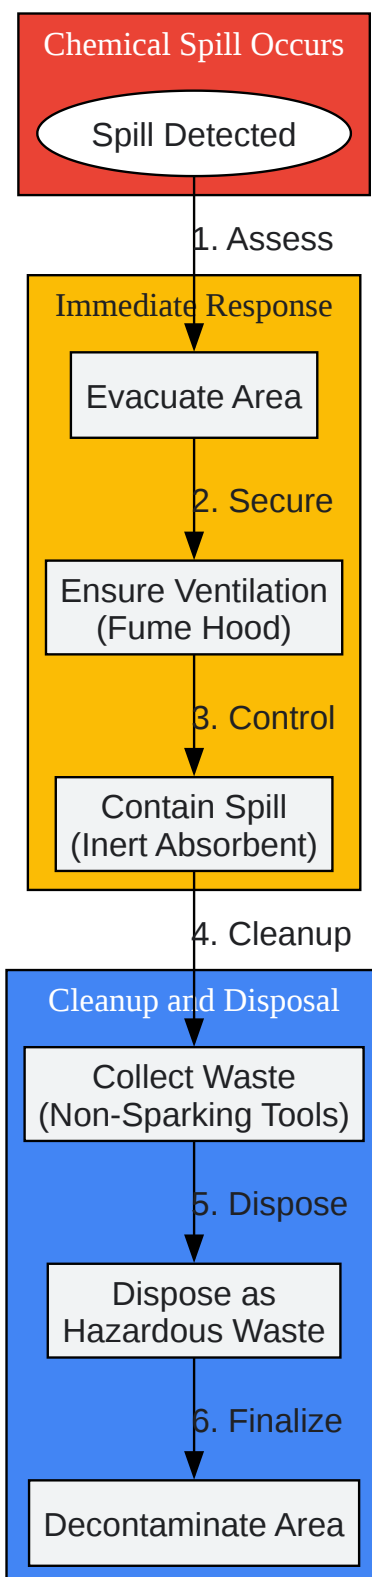 Chemical Spill Occurs
Spill Detected
1. Assess
Immediate Response
Evacuate Area
2. Secure
Ensure Ventilation
(Fume Hood)
3. Control
Contain Spill
(Inert Absorbent)
4. Cleanup
Cleanup and Disposal
Collect Waste
(Non-Sparking Tools)
5. Dispose
Dispose as
Hazardous Waste
6. Finalize
Decontaminate Area